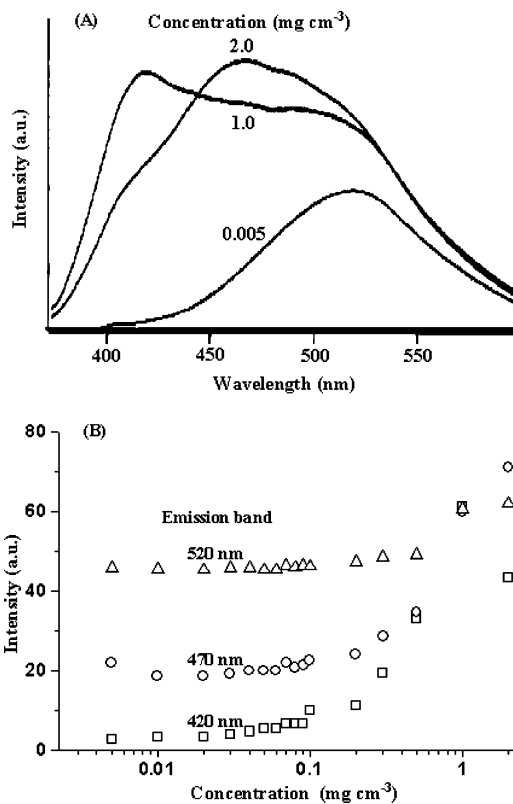 (A)
Concentration (mg cm-3)
2.0
1.0
0.005
Intensity (a.u.)
400 450 500 550
Wavelength (nm)
(B)
80
60
40
20
0
Emission band
520 nm
470 nm
420 nm
Intensity (a.u.)
0.01 0.1 1
Concentration (mg cm-3)